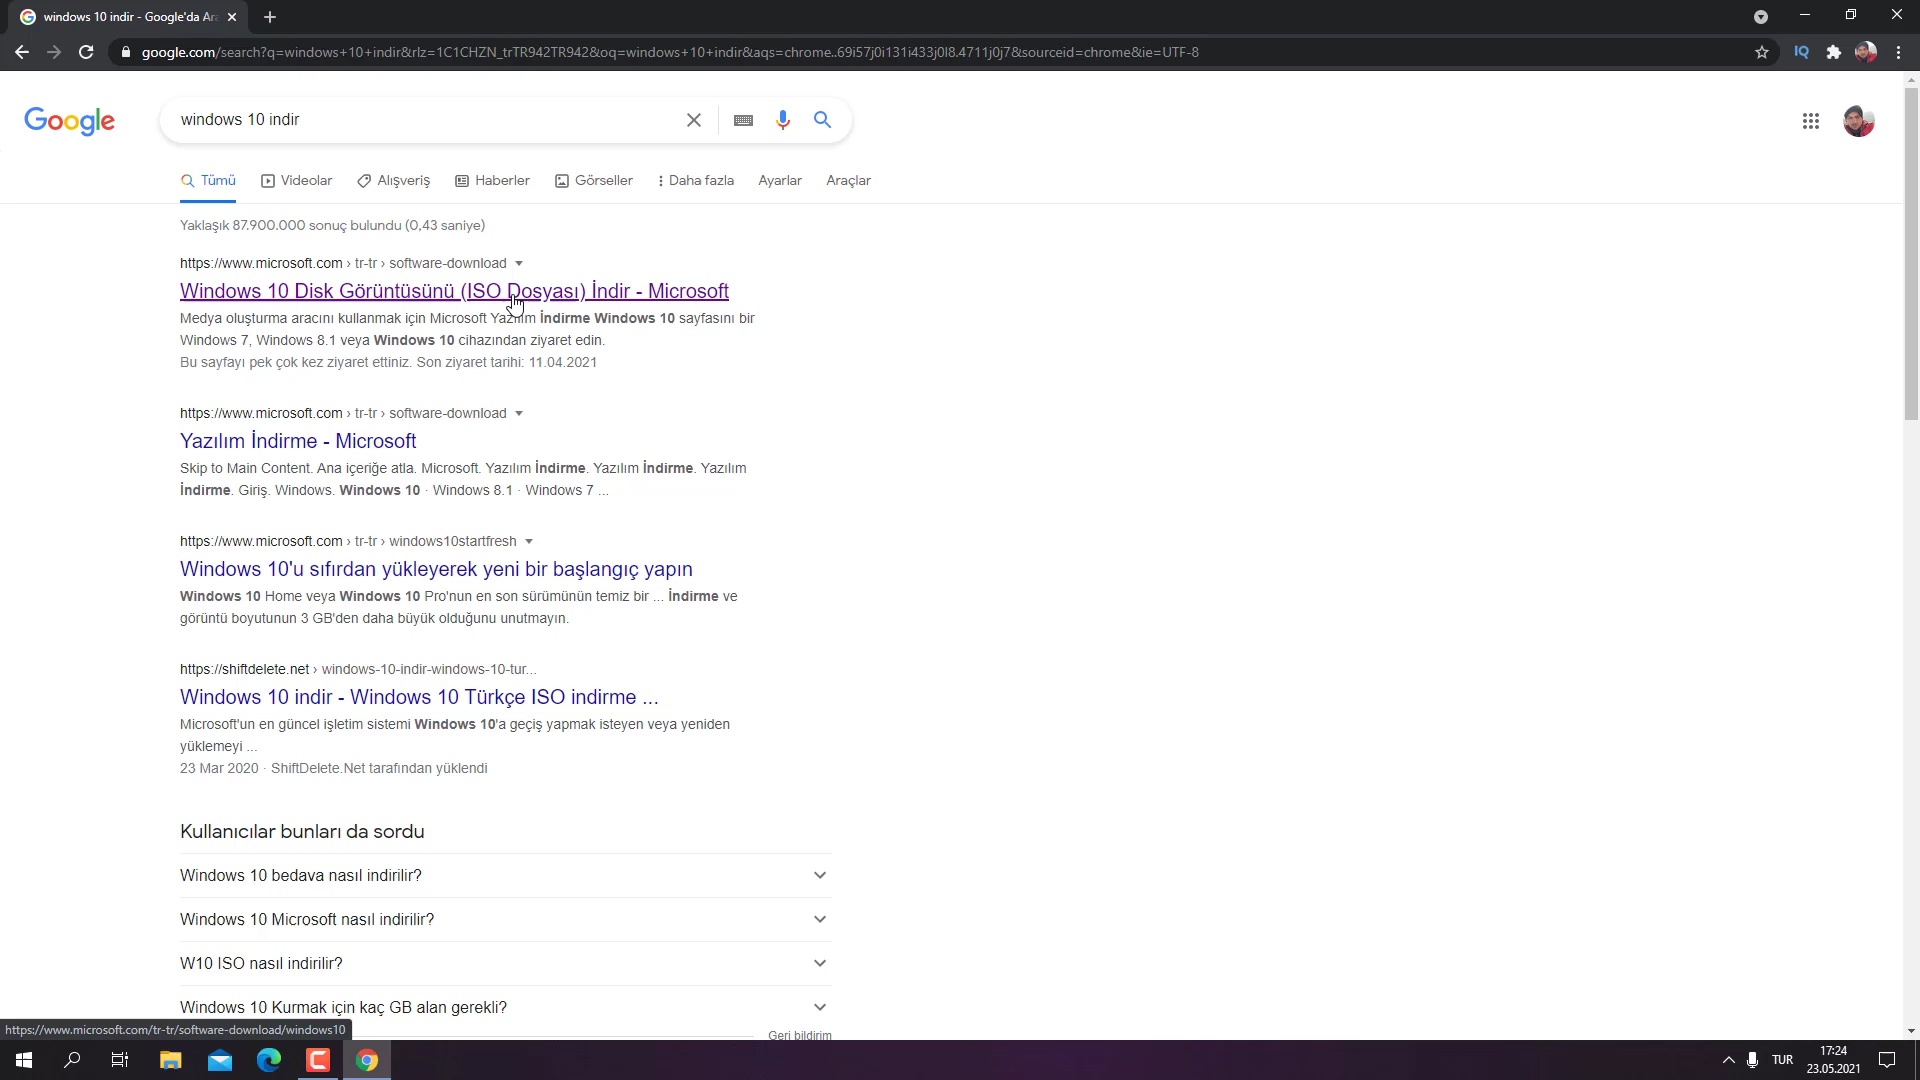 windows 10 indir - Google'da Ara
google.com/search?q=windows+10+indir&rlz=1C1CHZN_trTR942TR942&oq=windows+10+indir&aqs=chrome..69i57j0i131i433j0l8.4711j0j7&sourceid=chrome&ie=UTF-8
IQ
Google
windows 10 indir
Tümü
Videolar
Alışveriş
Haberler
Görseller
Daha fazla
Ayarlar
Araçlar
Yaklaşık 87.900.000 sonuç bulundu (0,43 saniye)
https://www.microsoft.com › tr-tr › software-download
Windows 10 Disk Görüntüsünü (ISO Dosyası) İndir - Microsoft
Medya oluşturma aracını kullanmak için Microsoft Yazılım İndirme Windows 10 sayfasını bir
Windows 7, Windows 8.1 veya Windows 10 cihazından ziyaret edin.
Bu sayfayı pek çok kez ziyaret ettiniz. Son ziyaret tarihi: 11.04.2021
https://www.microsoft.com › tr-tr › software-download
Yazılım İndirme - Microsoft
Skip to Main Content. Ana içeriğe atla. Microsoft. Yazılım İndirme. Yazılım İndirme. Yazılım
İndirme. Giriş. Windows. Windows 10 · Windows 8.1 · Windows 7 ...
https://www.microsoft.com › tr-tr › windows10startfresh
Windows 10'u sıfırdan yükleyerek yeni bir başlangıç yapın
Windows 10 Home veya Windows 10 Pro'nun en son sürümünün temiz bir ... İndirme ve
görüntü boyutunun 3 GB'den daha büyük olduğunu unutmayın.
https://shiftdelete.net › windows-10-indir-windows-10-tur...
Windows 10 indir - Windows 10 Türkçe ISO indirme ...
Microsoft'un en güncel işletim sistemi Windows 10'a geçiş yapmak isteyen veya yeniden
yüklemeyi ...
23 Mar 2020 · ShiftDelete.Net tarafından yüklendi
Kullanıcılar bunları da sordu
Windows 10 bedava nasıl indirilir?
Windows 10 Microsoft nasıl indirilir?
W10 ISO nasıl indirilir?
Windows 10 Kurmak için kaç GB alan gerekli?
Geri bildirim
https://www.microsoft.com/tr-tr/software-download/windows10
TUR
17:24
23.05.2021